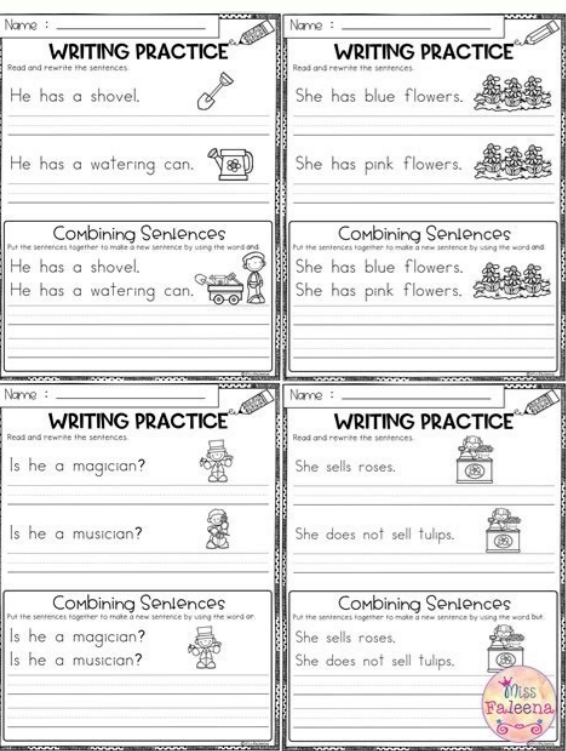 Name :
WRITING PRACTICE
Read and rewrite the sentences.
He has a shovel.
He has a watering can.
Combining Sentences
Put the sentences together to make a new sentence by using the word and.
He has a shovel.
He has a watering can.
Name :
WRITING PRACTICE
Read and rewrite the sentences.
She has blue flowers.
She has pink flowers.
Combining Sentences
Put the sentences together to make a new sentence by using the word and.
She has blue flowers.
She has pink flowers.
Name :
WRITING PRACTICE
Read and rewrite the sentences.
Is he a magician?
Is he a musician?
Combining Sentences
Put the sentences together to make a new sentence by using the word or.
Is he a magician?
Is he a musician?
Name :
WRITING PRACTICE
Read and rewrite the sentences.
She sells roses.
She does not sell tulips.
Combining Sentences
Put the sentences together to make a new sentence by using the word but.
She sells roses.
She does not sell tulips.
Miss
Faleena